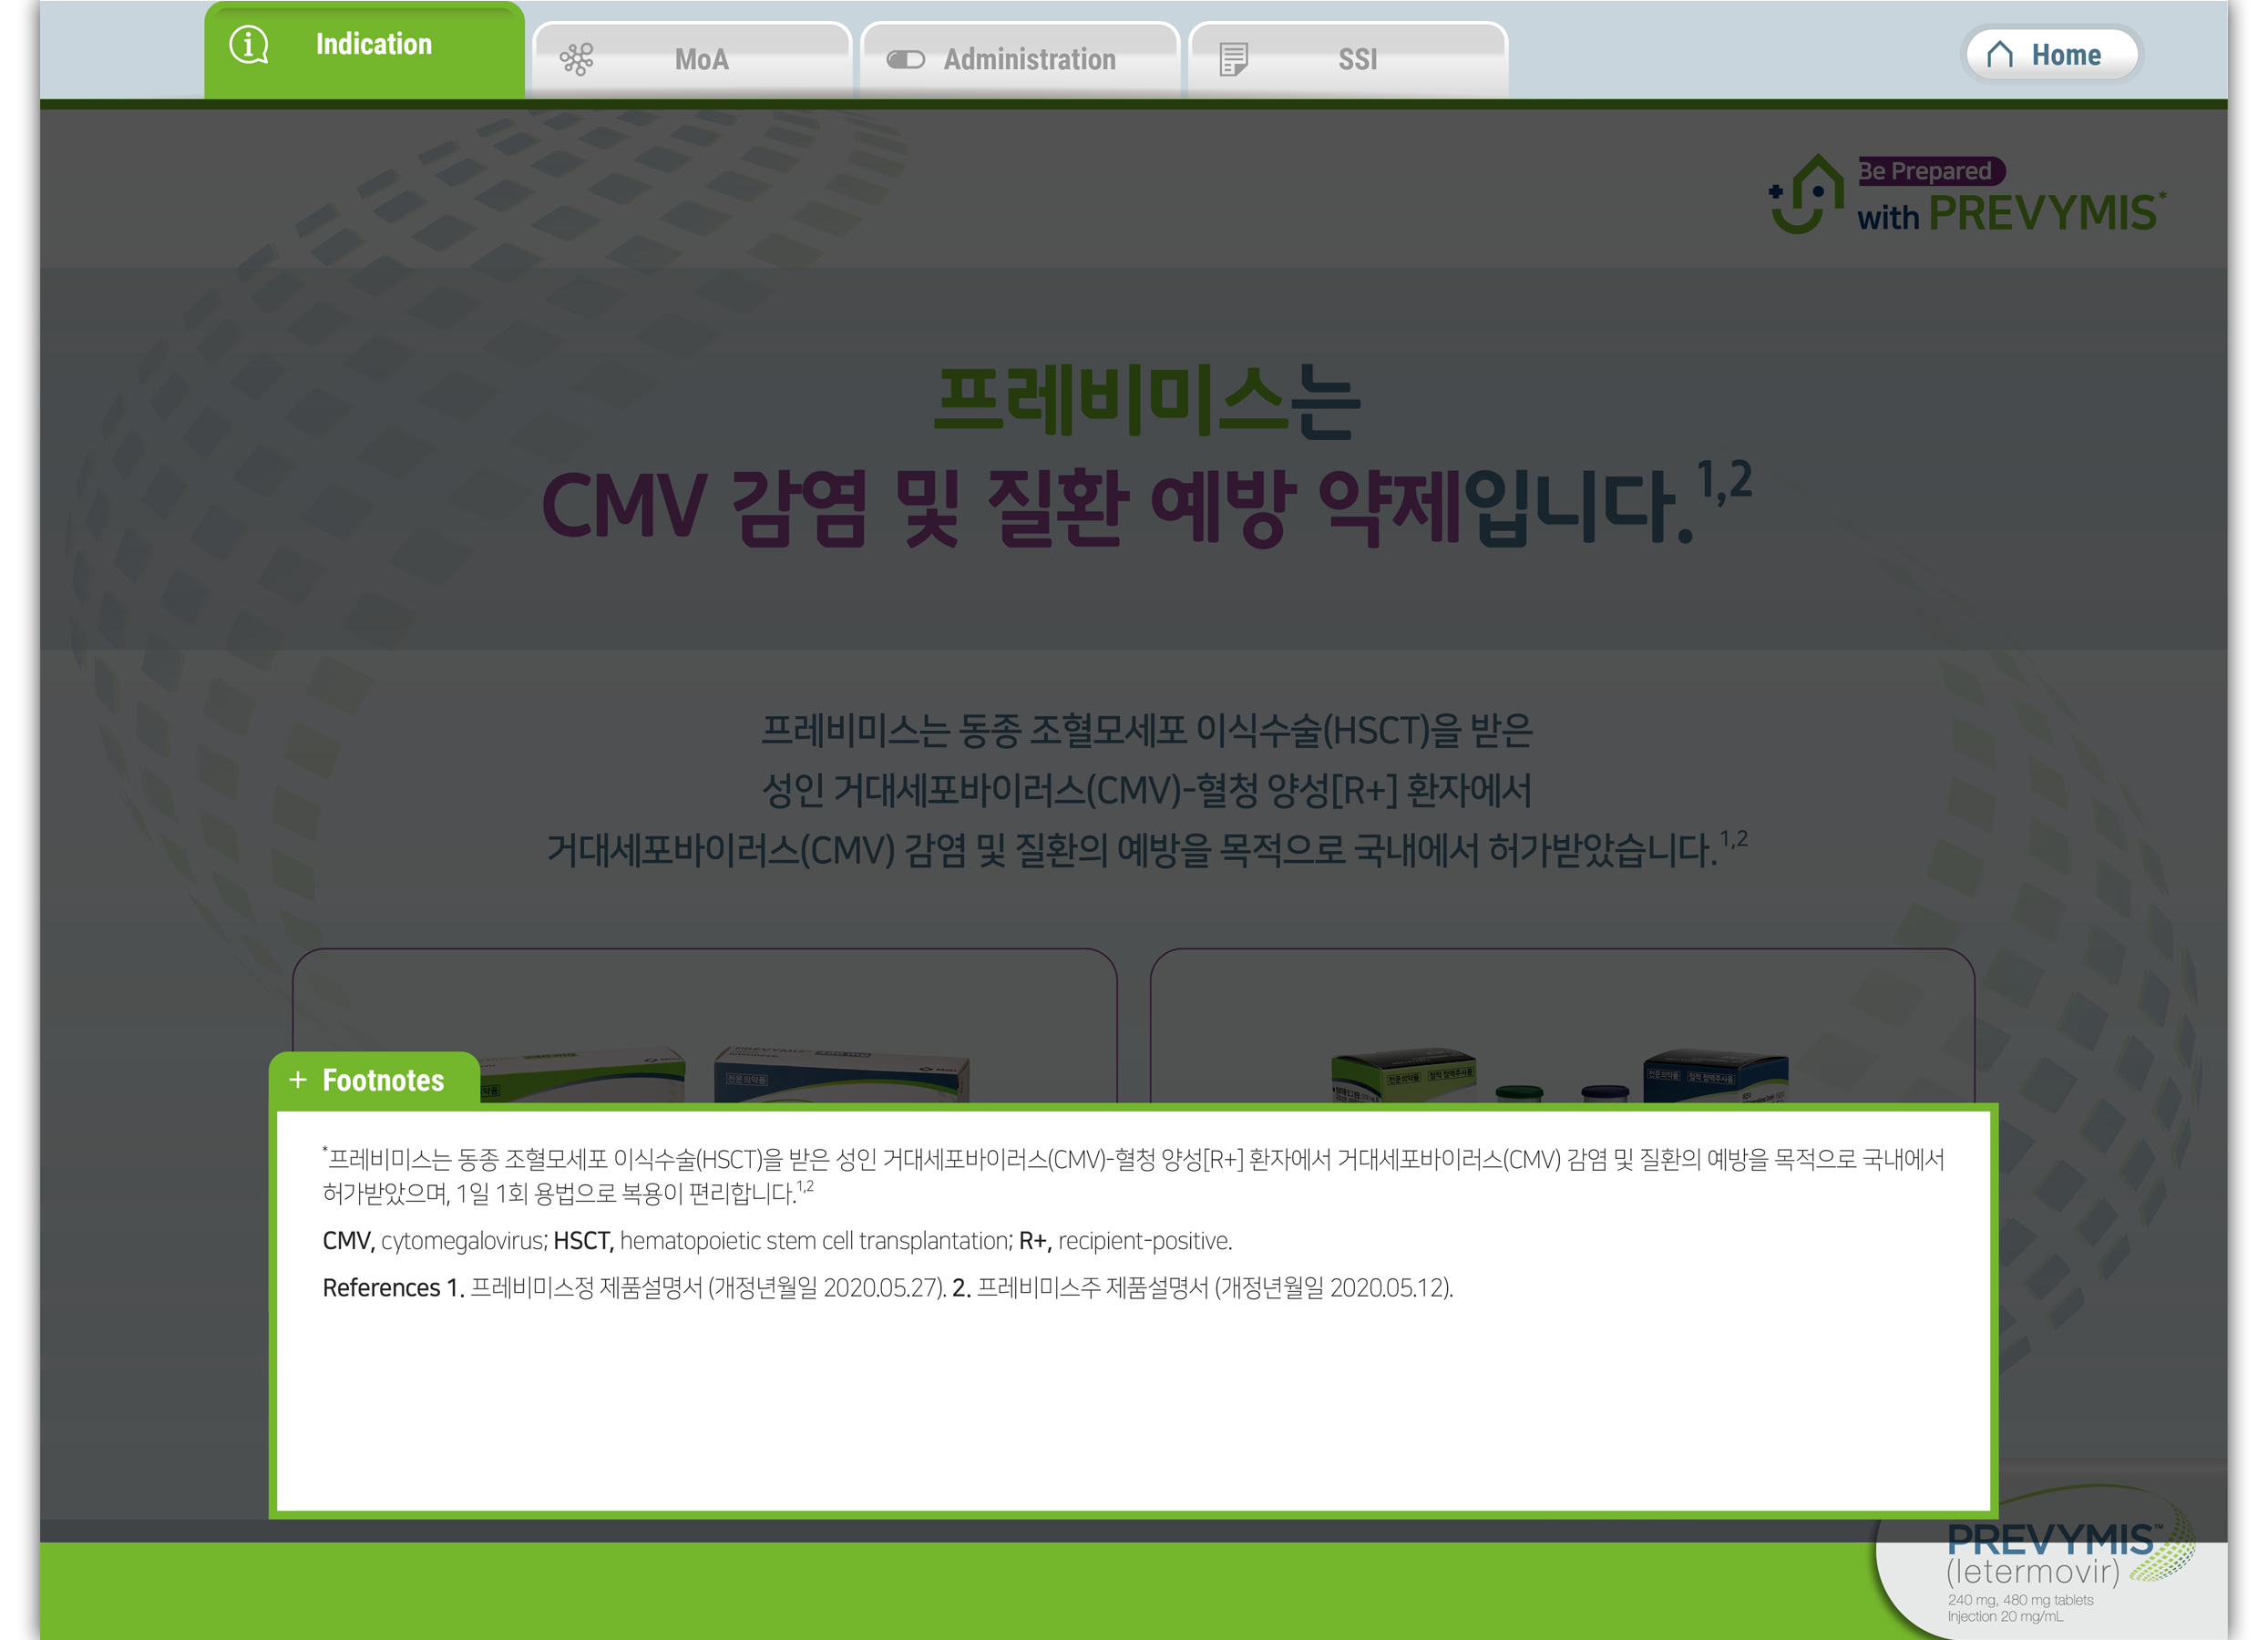 Indication
MoA
Administration
SSI
Home
Be Prepared
with PREVYMIS*
프레비미스는
CMV 감염 및 질환 예방 약제입니다.1,2
프레비미스는 동종 조혈모세포 이식수술(HSCT)을 받은
성인 거대세포바이러스(CMV)-혈청 양성[R+] 환자에서
거대세포바이러스(CMV) 감염 및 질환의 예방을 목적으로 국내에서 허가받았습니다.1,2
전문의약품
전문의약품
+ Footnotes
*프레비미스는 동종 조혈모세포 이식수술(HSCT)을 받은 성인 거대세포바이러스(CMV)-혈청 양성[R+] 환자에서 거대세포바이러스(CMV) 감염 및 질환의 예방을 목적으로 국내에서
허가받았으며, 1일 1회 용법으로 복용이 편리합니다.1,2
CMV, cytomegalovirus; HSCT, hematopoietic stem cell transplantation; R+, recipient-positive.
References 1. 프레비미스정 제품설명서 (개정년월일 2020.05.27). 2. 프레비미스주 제품설명서 (개정년월일 2020.05.12).
PREVYMIS™
(letermovir)
240 mg, 480 mg tablets
Injection 20 mg/mL